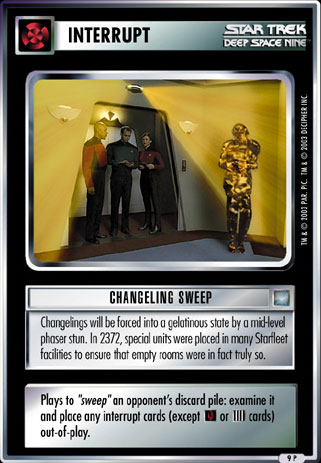 INTERRUPT
STAR TREK
DEEP SPACE NINE
TM & © 2003 PAR. P.C. TM & © 2003 DECIPHER INC.
CHANGELING SWEEP
Changelings will be forced into a gelatinous state by a mid-level
phaser stun. In 2372, special units were placed in many Starfleet
facilities to ensure that empty rooms were in fact truly so.
Plays to "sweep" an opponent's discard pile: examine it
and place any interrupt cards (except or cards)
out-of-play.
9 P